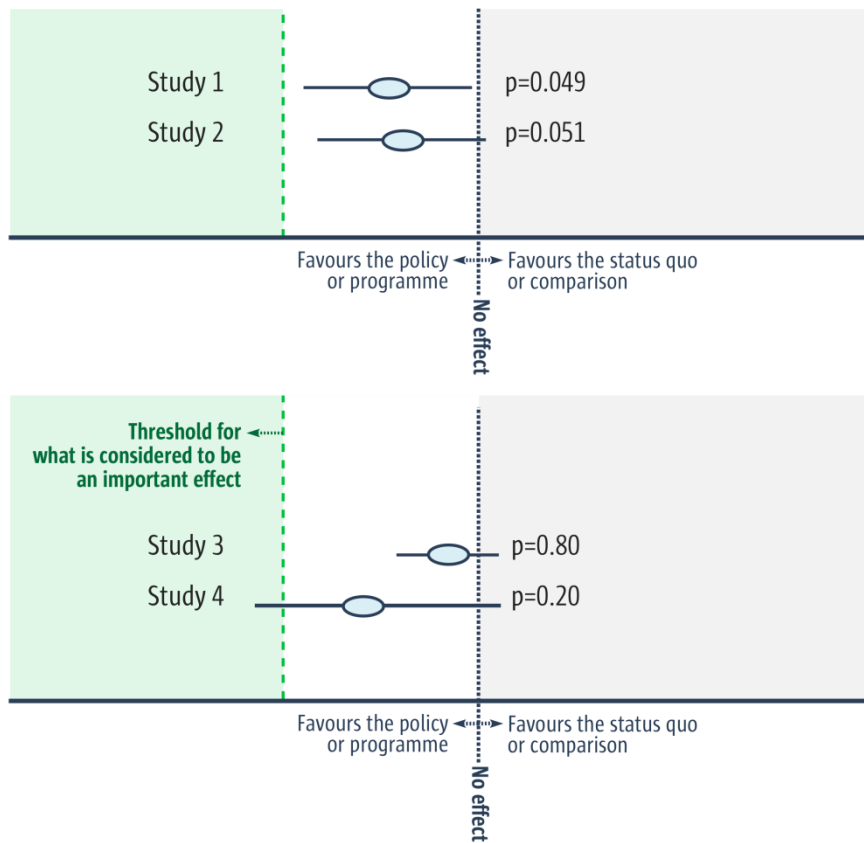 Study 1
p=0.049
Study 2
p=0.051
Favours the policy
or programme
Favours the status quo
or comparison
No effect
Threshold for
what is considered to be
an important effect
Study 3
p=0.80
Study 4
p=0.20
Favours the policy
or programme
Favours the status quo
or comparison
No effect